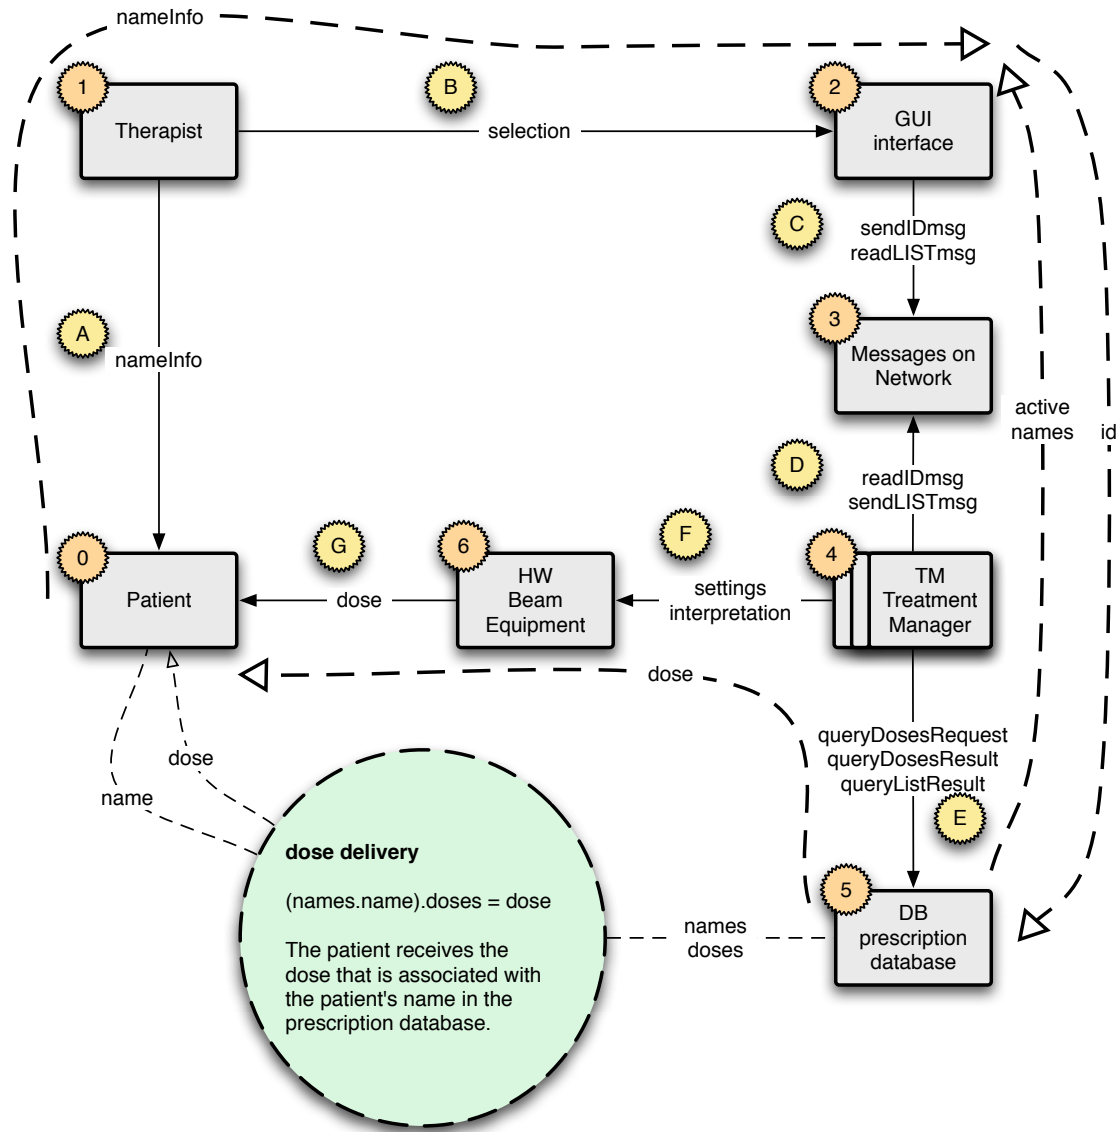 nameInfo
1
Therapist
B
selection
2
GUI
interface
C
sendIDmsg
readLISTmsg
A
nameInfo
3
Messages on
Network
active
names
id
D
readIDmsg
sendLISTmsg
0
Patient
G
dose
6
HW
Beam
Equipment
F
settings
interpretation
4
TM
Treatment
Manager
dose
dose
name
queryDosesRequest
queryDosesResult
queryListResult
E
dose delivery
(names.name).doses = dose
The patient receives the
dose that is associated with
the patient's name in the
prescription database.
names
doses
5
DB
prescription
database